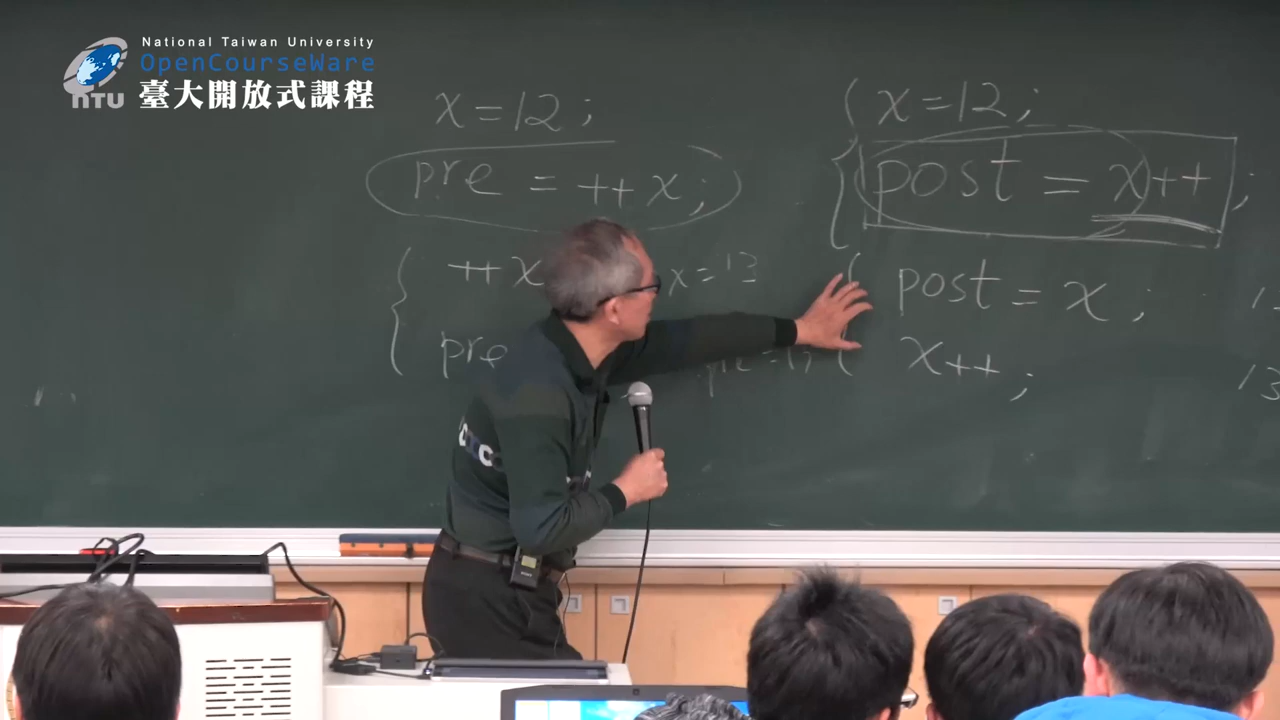 National Taiwan University
OpenCourseWare
臺大開放式課程
NTU
x=12;
pre = ++x;
++x
x=13
pre
x=12;
post = x++;
post = x;
x++;
13